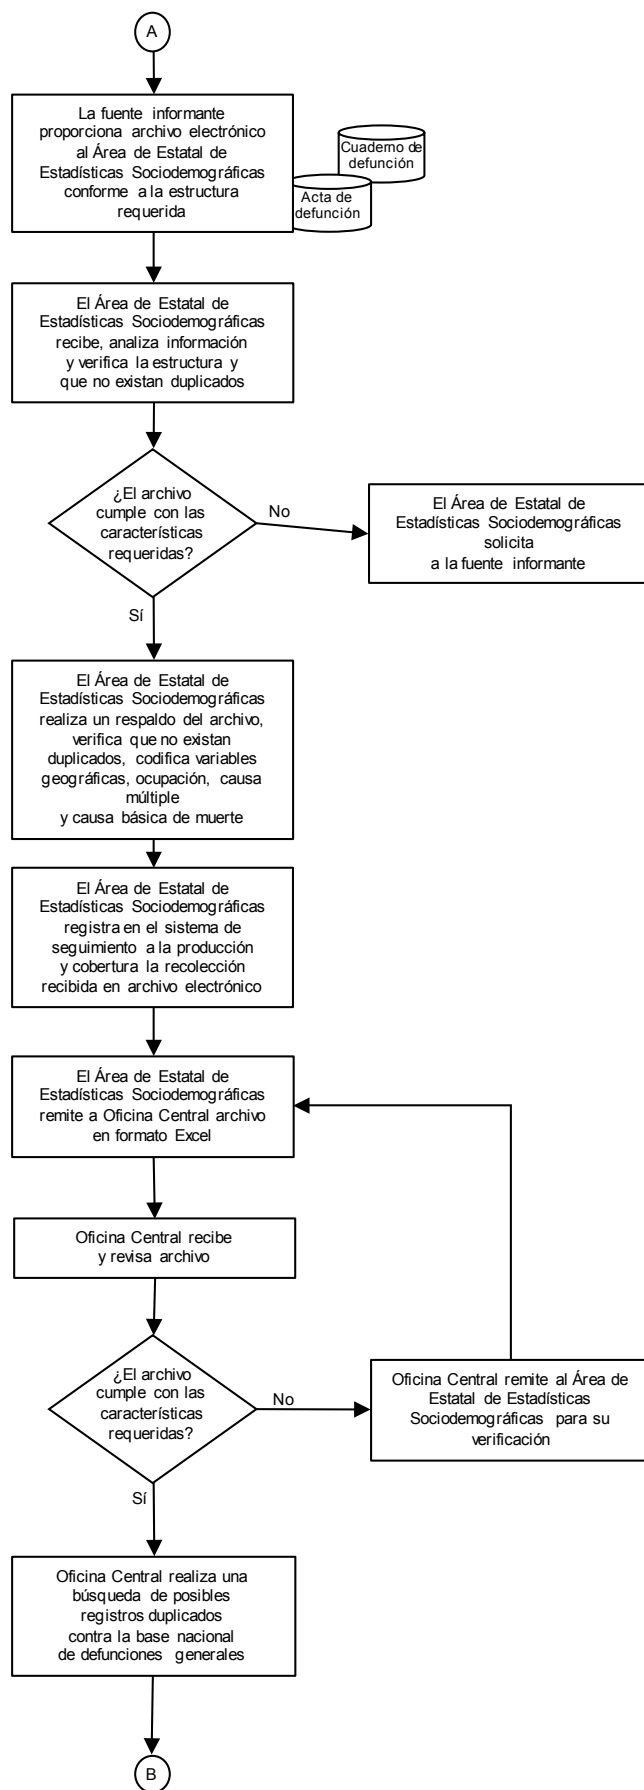 A
La fuente informante
proporciona archivo electrónico
al Área de Estatal de
Estadísticas Sociodemográficas
conforme a la estructura
requerida
Cuaderno de
defunción
Acta de
defunción
El Área de Estatal de
Estadísticas Sociodemográficas
recibe, analiza información
y verifica la estructura y
que no existan duplicados
¿El archivo
cumple con las
características
requeridas?
No
El Área de Estatal de
Estadísticas Sociodemográficas
solicita
a la fuente informante
Sí
El Área de Estatal de
Estadísticas Sociodemográficas
realiza un respaldo del archivo,
verifica que no existan
duplicados, codifica variables
geográficas, ocupación, causa
múltiple
y causa básica de muerte
El Área de Estatal de
Estadísticas Sociodemográficas
registra en el sistema de
seguimiento a la producción
y cobertura la recolección
recibida en archivo electrónico
El Área de Estatal de
Estadísticas Sociodemográficas
remite a Oficina Central archivo
en formato Excel
Oficina Central recibe
y revisa archivo
¿El archivo
cumple con las
características
requeridas?
No
Oficina Central remite al Área de
Estatal de Estadísticas
Sociodemográficas para su
verificación
Sí
Oficina Central realiza una
búsqueda de posibles
registros duplicados
contra la base nacional
de defunciones generales
B